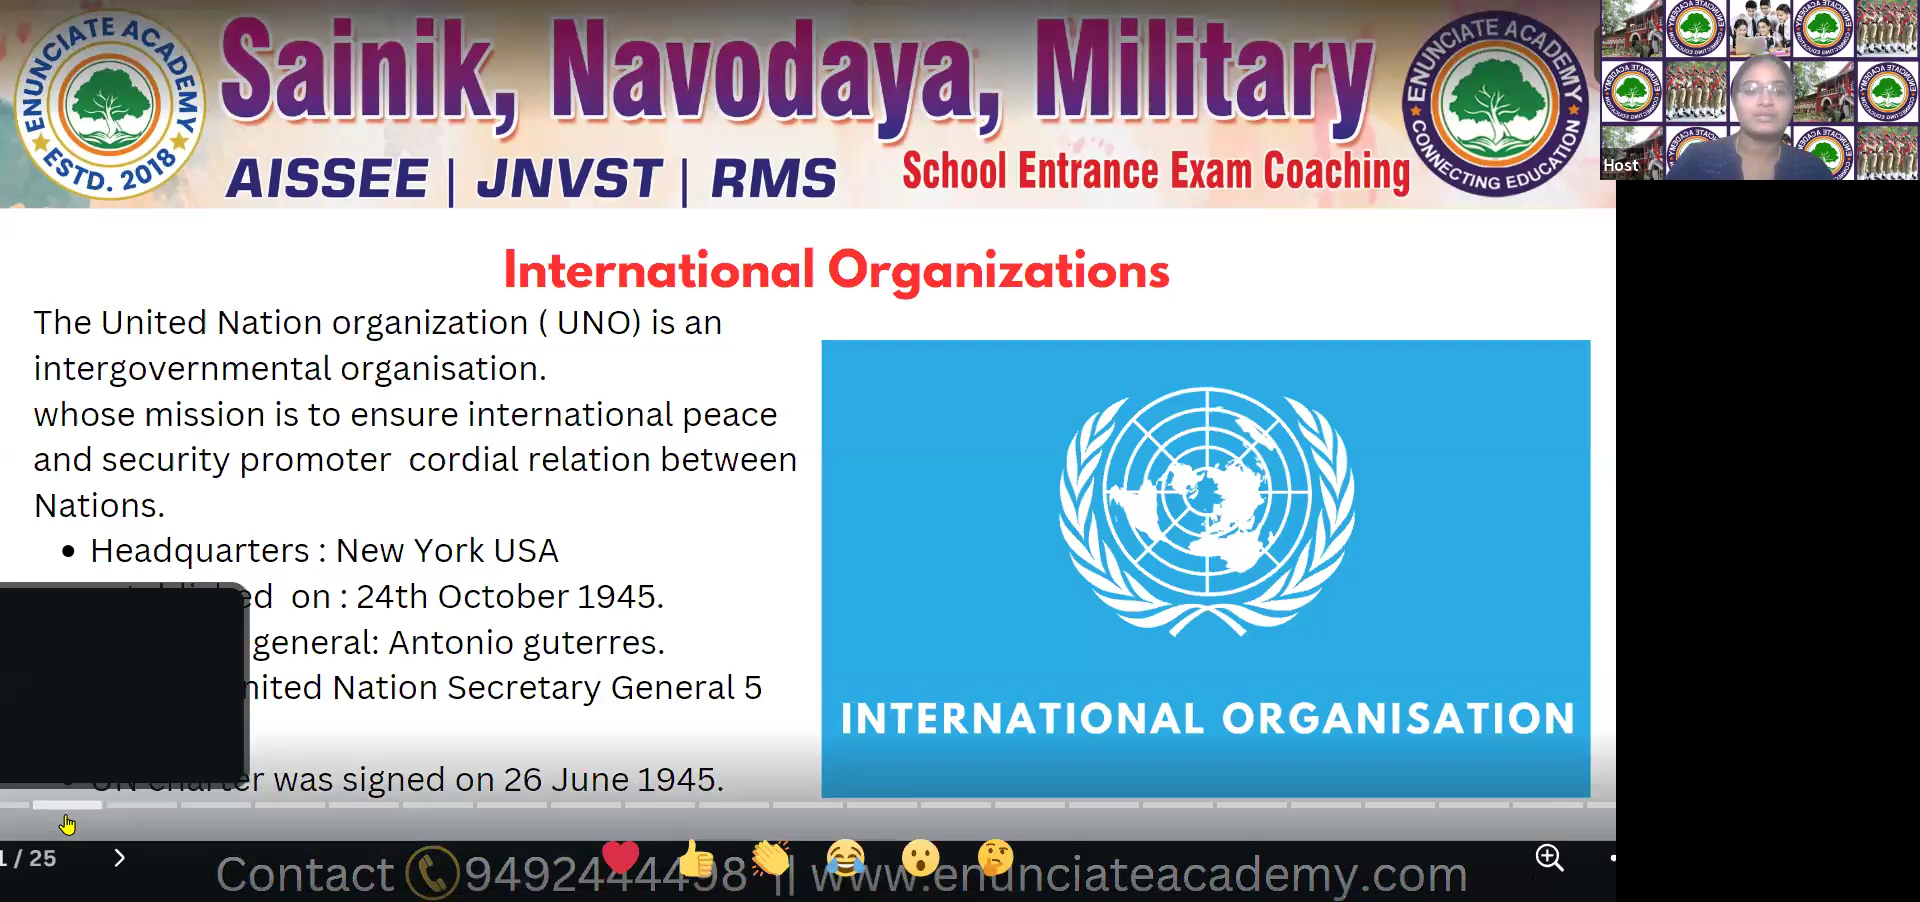 ENUNCIATE ACADEMY
ESTD. 2018
Sainik, Navodaya, Military
AISSEE | JNVST | RMS
School Entrance Exam Coaching
ENUNCIATE ACADEMY
CONNECTING EDUCATION
Host
International Organizations
The United Nation organization ( UNO) is an
intergovernmental organisation.
whose mission is to ensure international peace
and security promoter cordial relation between
Nations.
• Headquarters : New York USA
on : 24th October 1945.
general: Antonio guterres.
Nation Secretary General 5
• UN charter was signed on 26 June 1945.
INTERNATIONAL ORGANISATION
1 / 25
Contact 9492444498 || www.enunciateacademy.com